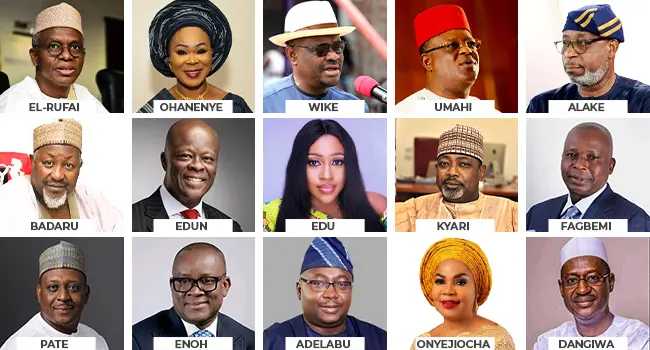 EL-RUFAI
OHANENYE
WIKE
UMAHI
ALAKE
BADARU
EDUN
EDU
KYARI
FAGBEMI
PATE
ENOH
ADELABU
ONYEJIOCHA
DANGIWA